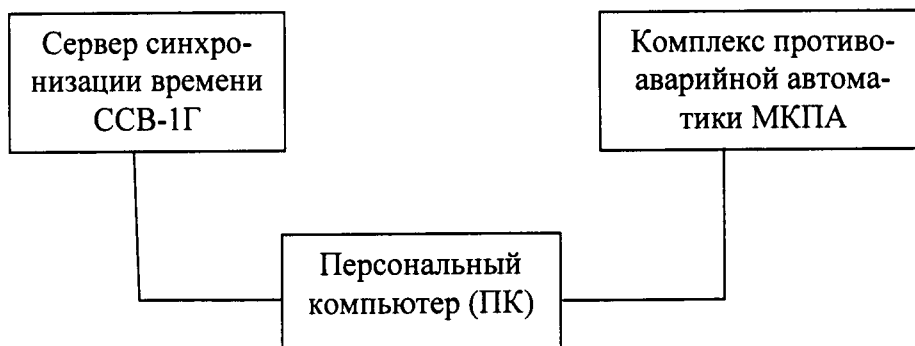 Сервер синхро-
низации времени
ССВ-1Г
Комплекс противо-
аварийной автома-
тики МКПА
Персональный
компьютер (ПК)